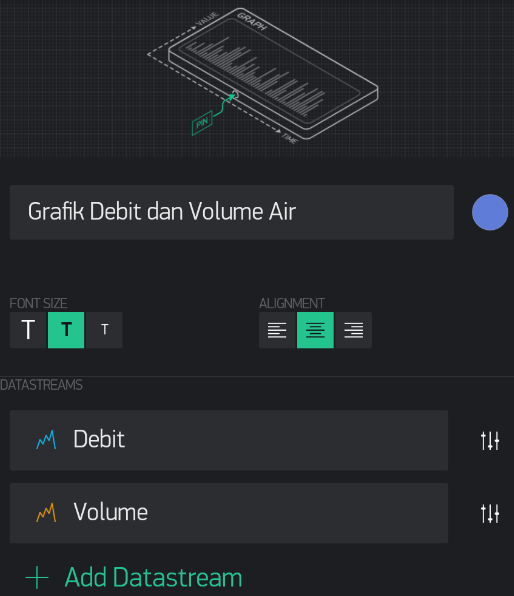 VALUE
GRAPH
PIN
TIME
Grafik Debit dan Volume Air
FONT SIZE
ALIGNMENT
T T T
DATASTREAMS
Debit
Volume
Add Datastream